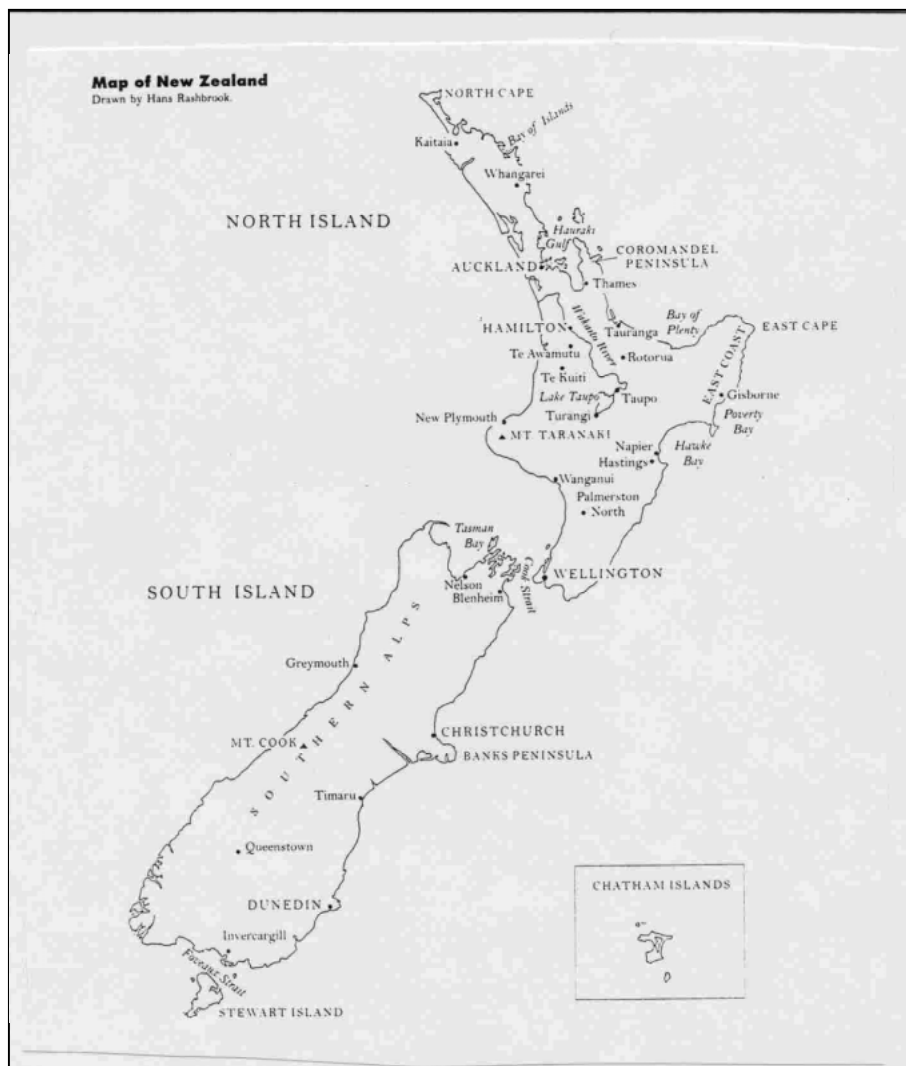 Map of New Zealand
Drawn by Hans Rashbrook.
NORTH CAPE
Bay of Islands
Kaitaia
Whangarei
NORTH ISLAND
Hauraki
Gulf
COROMANDEL
PENINSULA
AUCKLAND
Thames
Bay of
Plenty
HAMILTON
Waikato River
Tauranga
EAST CAPE
Te Awamutu
Rotorua
EAST COAST
Te Kuiti
Lake Taupo
Taupo
Gisborne
New Plymouth
Turangi
Poverty
Bay
MT. TARANAKI
Napier
Hawke
Bay
Hastings
Wanganui
Palmerston
North
Tasman
Bay
Cook Strait
WELLINGTON
Nelson
Blenheim
SOUTH ISLAND
SOUTHERN ALPS
Greymouth
CHRISTCHURCH
MT. COOK
BANKS PENINSULA
Timaru
Queenstown
CHATHAM ISLANDS
DUNEDIN
Invercargill
Foveaux Strait
STEWART ISLAND